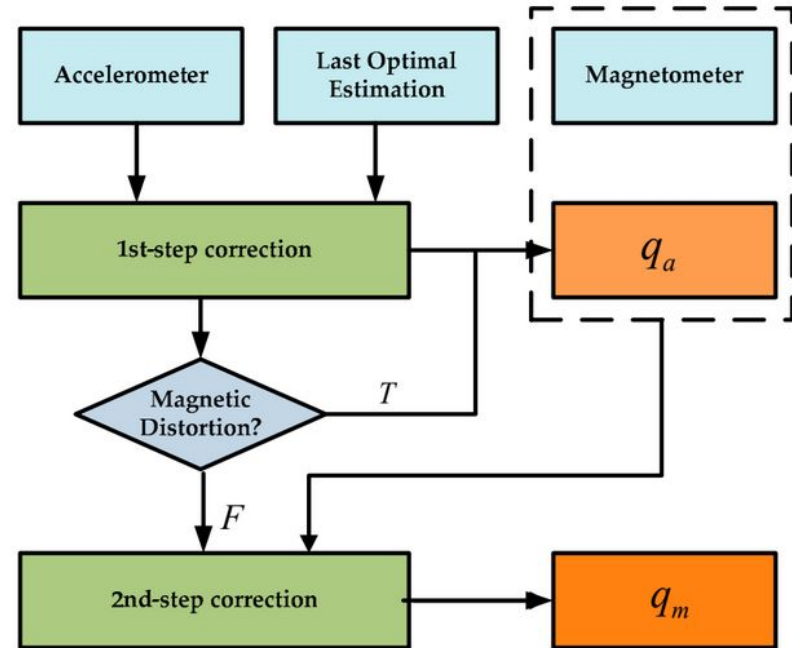 Accelerometer
Last Optimal
Estimation
Magnetometer
1st-step correction
q_a
Magnetic
Distortion?
T
F
2nd-step correction
q_m